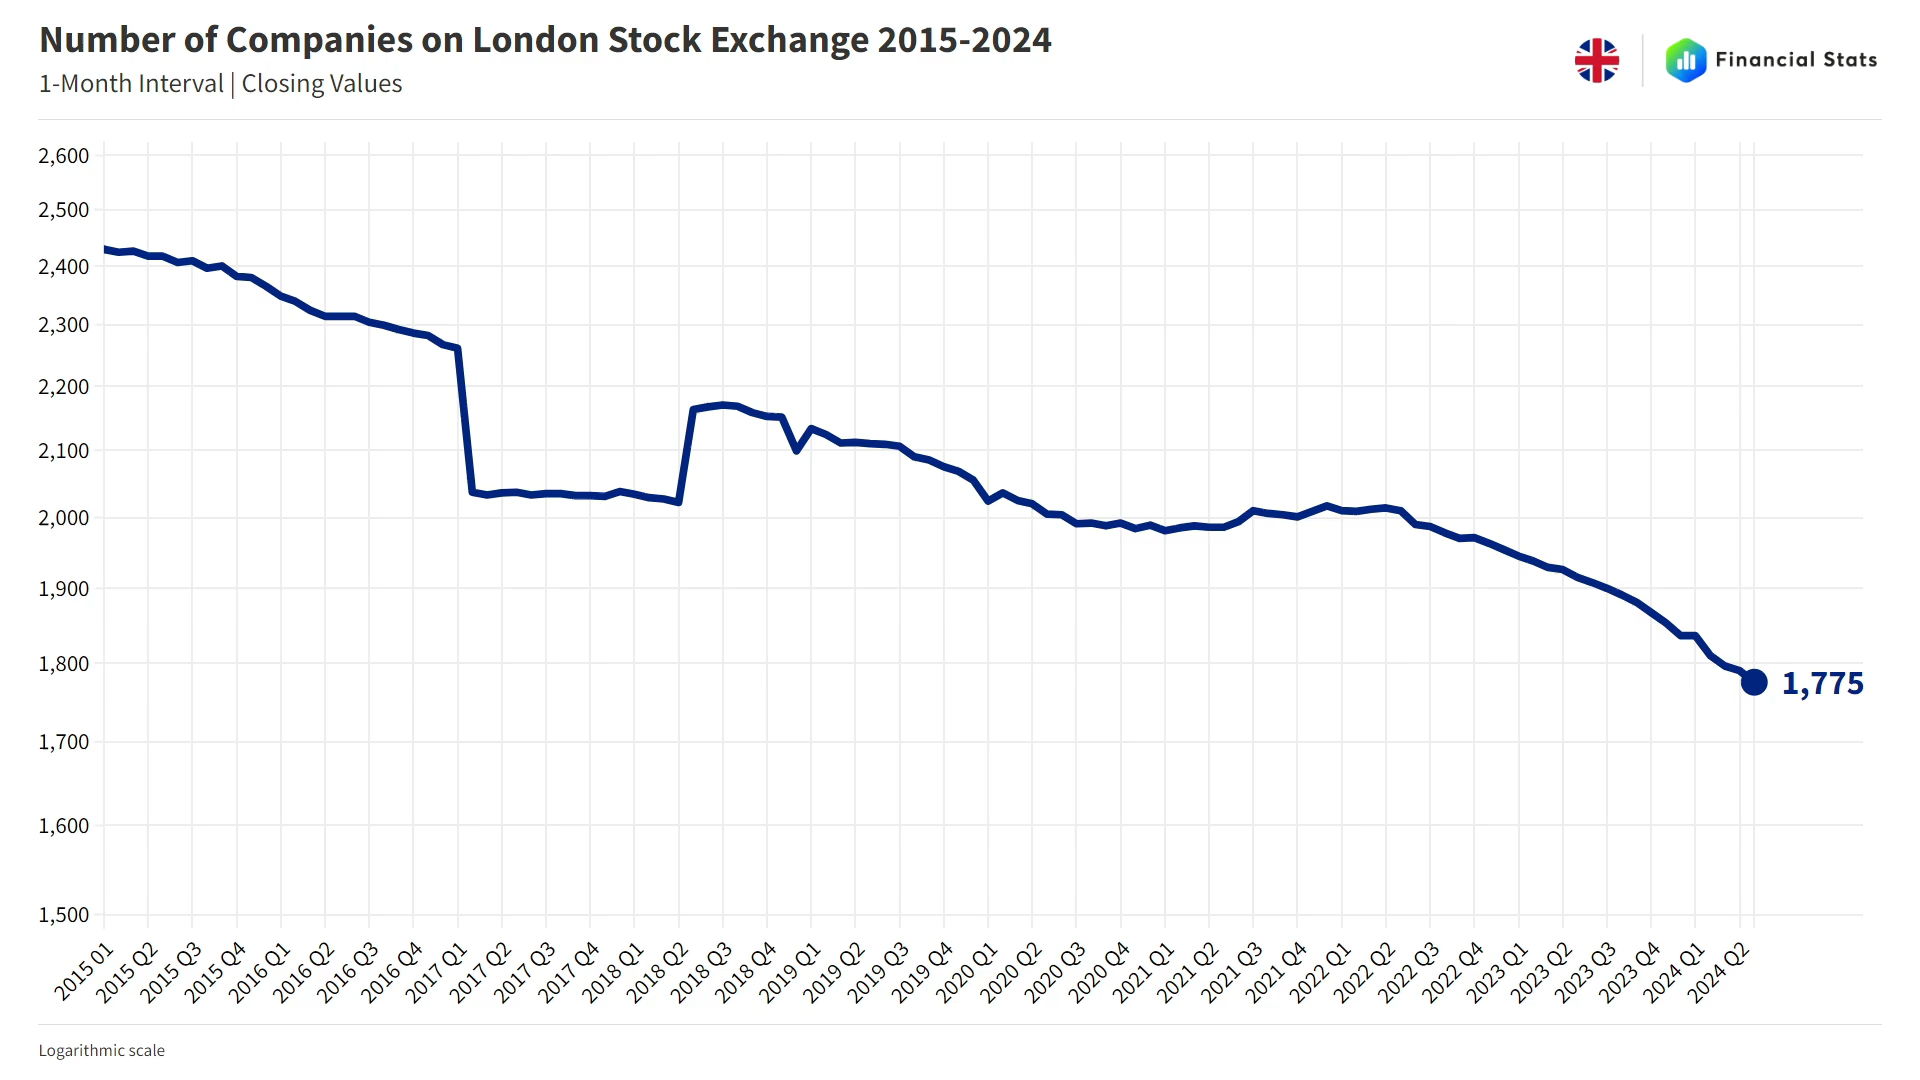 Number of Companies on London Stock Exchange 2015-2024
1-Month Interval | Closing Values
Financial Stats
2,600
2,500
2,400
2,300
2,200
2,100
2,000
1,900
1,800
1,700
1,600
1,500
1,775
2015 01
2015 Q2
2015 Q3
2015 Q4
2016 Q1
2016 Q2
2016 Q3
2016 Q4
2017 Q1
2017 Q2
2017 Q3
2017 Q4
2018 Q1
2018 Q2
2018 Q3
2018 Q4
2019 Q1
2019 Q2
2019 Q3
2019 Q4
2020 Q1
2020 Q2
2020 Q3
2020 Q4
2021 Q1
2021 Q2
2021 Q3
2021 Q4
2022 Q1
2022 Q2
2022 Q3
2022 Q4
2023 Q1
2023 Q2
2023 Q3
2023 Q4
2024 Q1
2024 Q2
Logarithmic scale